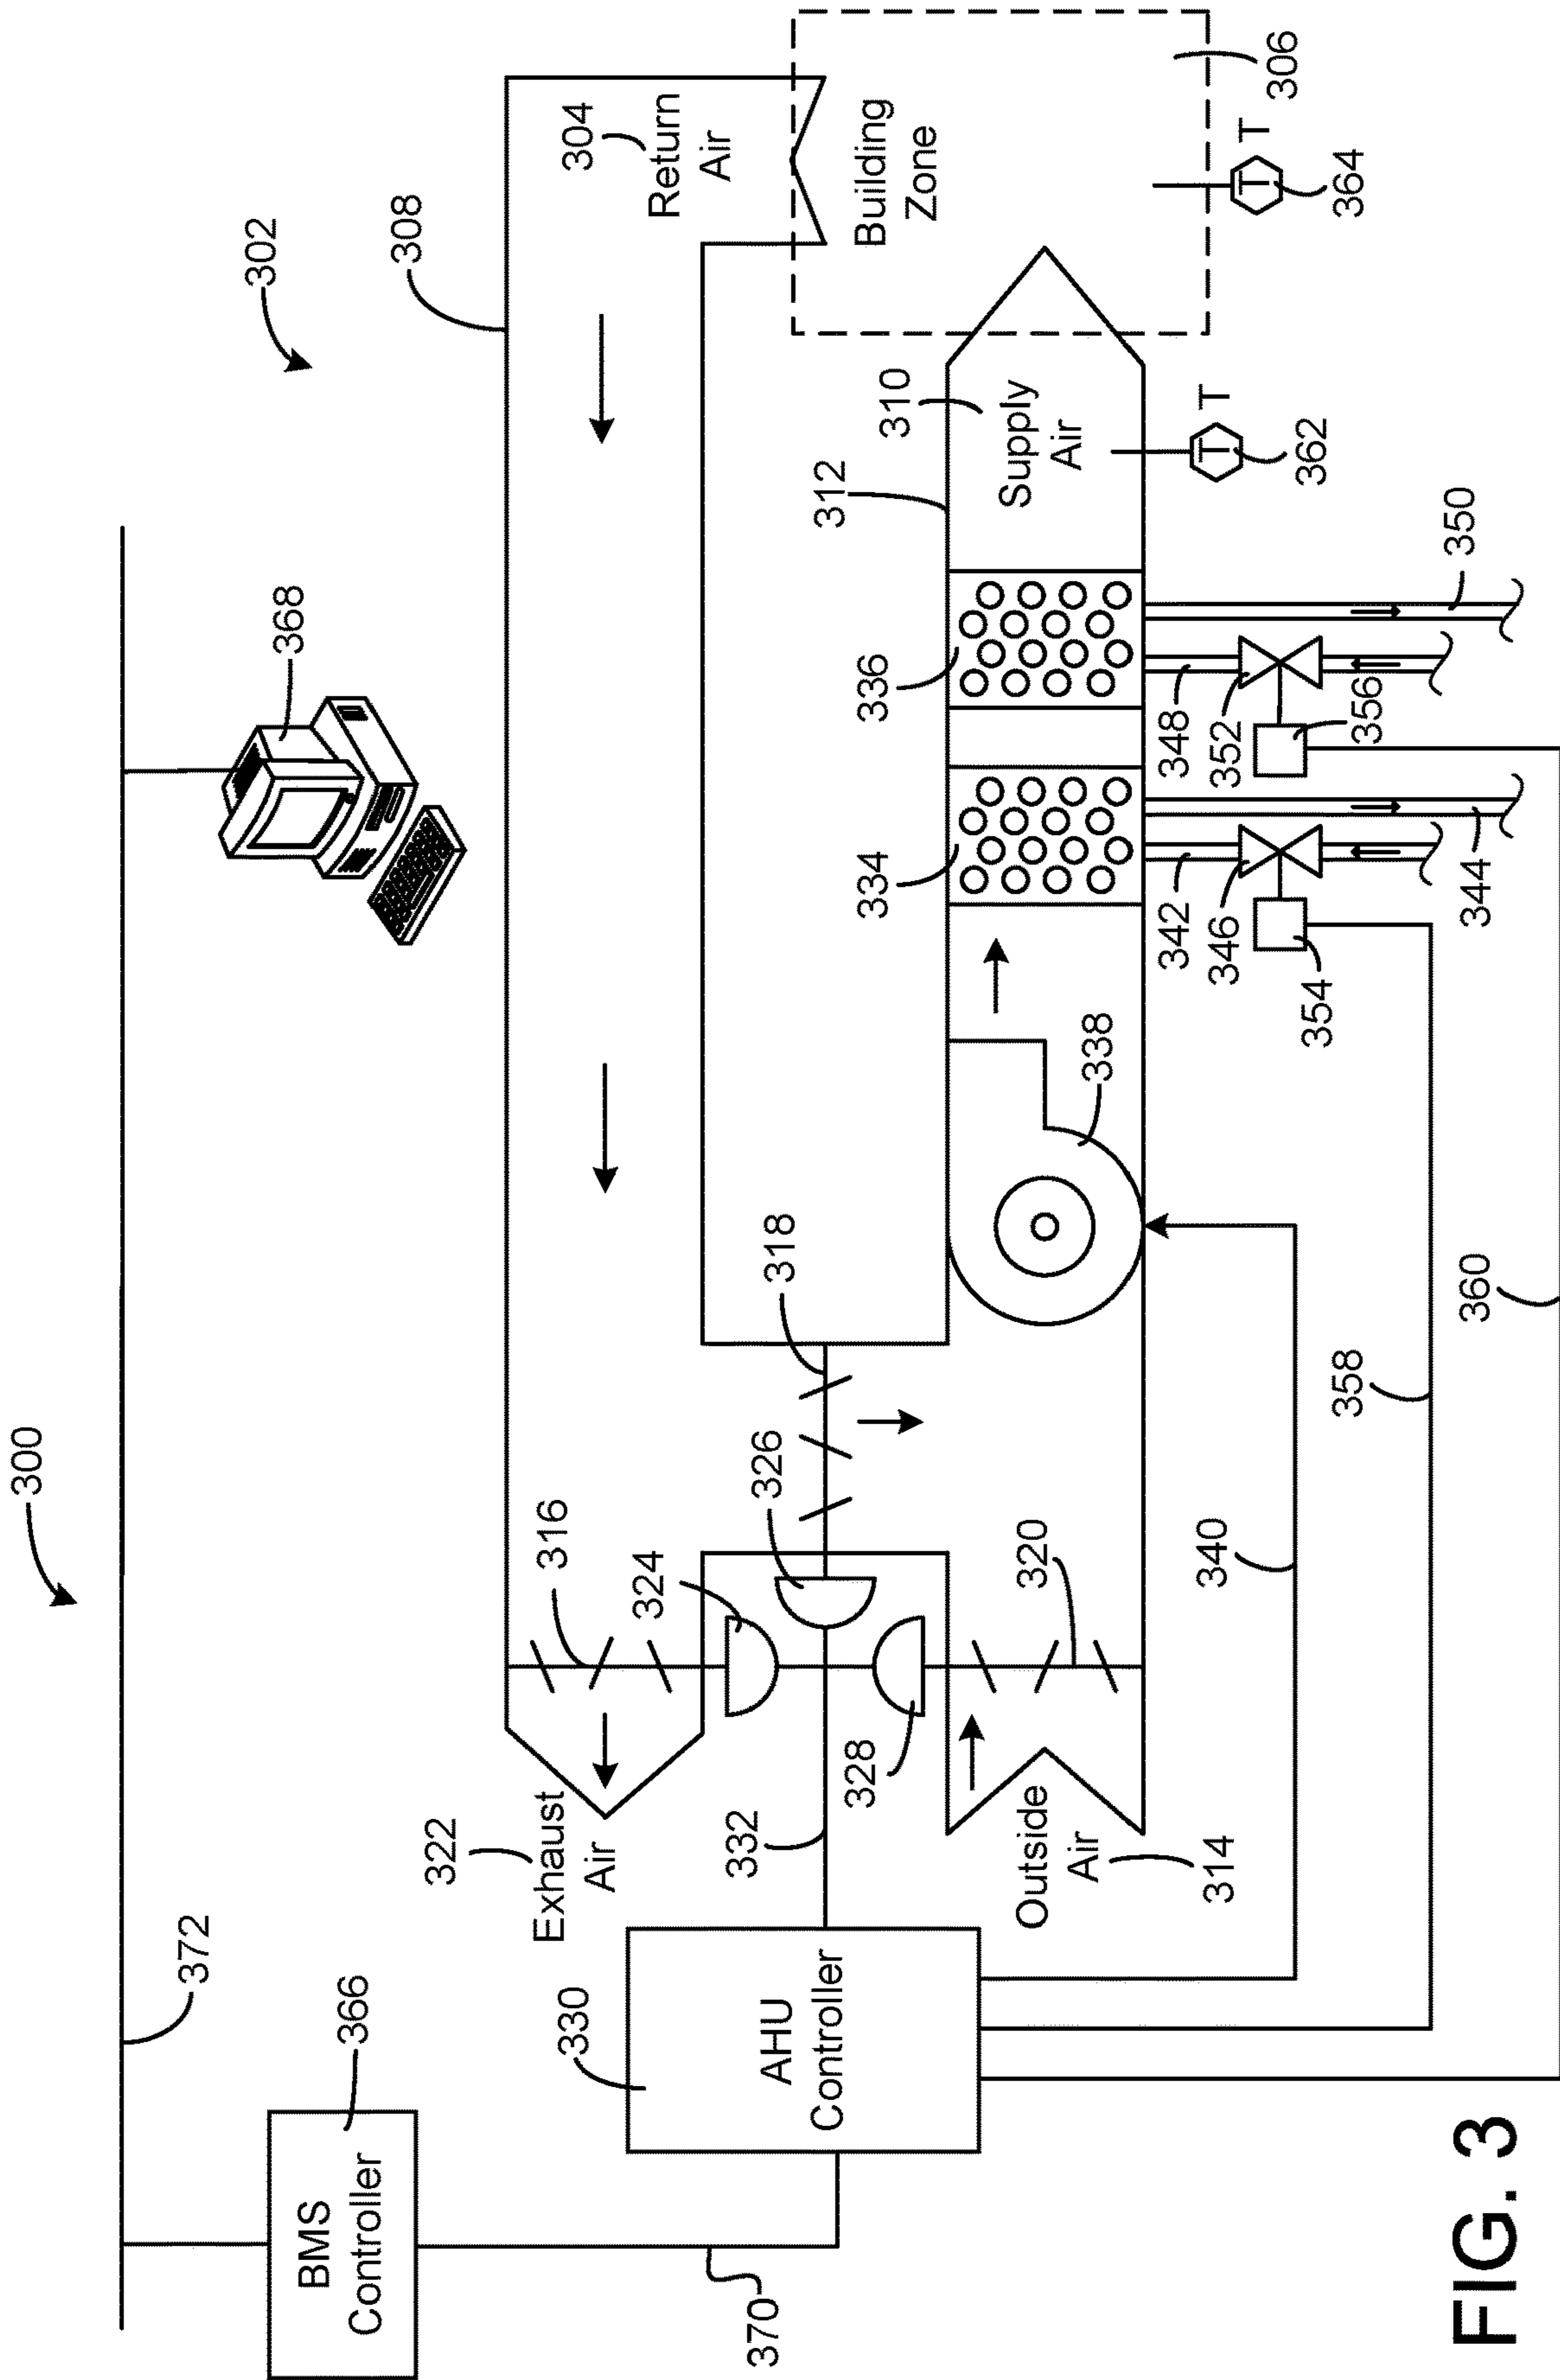 300
372
302
368
BMS
Controller
366
370
308
304
Return
Air
322
Exhaust
Air
316
324
326
318
332
328
330
AHU
Controller
Outside
Air
314
320
338
312
310
Supply
Air
334
336
Building
Zone
306
T
T
364
T
T
362
342
346
354
344
348
352
356
350
340
358
360
FIG. 3